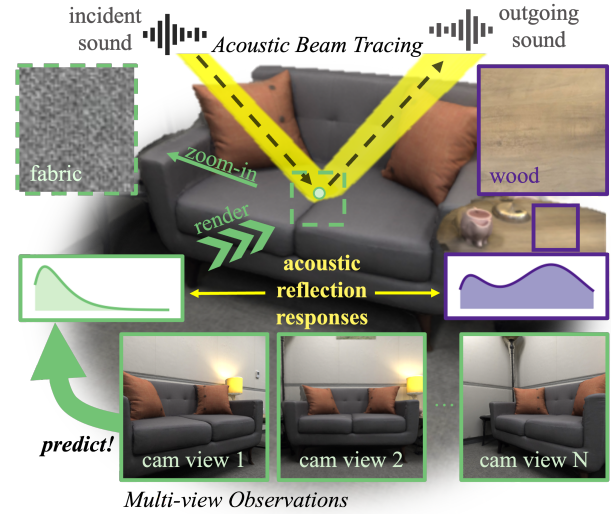 incident
sound
Acoustic Beam Tracing
outgoing
sound
fabric
zoom-in
wood
render
acoustic
reflection
responses
predict!
cam view 1
cam view 2
...
cam view N
Multi-view Observations